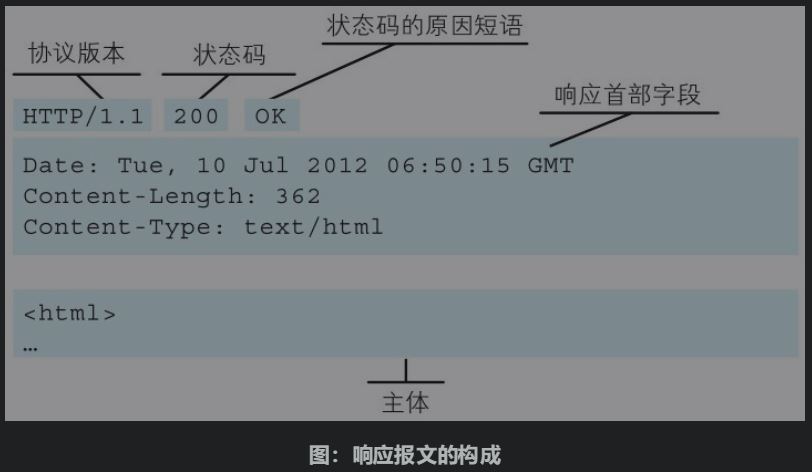 状态码的原因短语
协议版本 状态码
响应首部字段
HTTP/1.1 200 OK
Date: Tue, 10 Jul 2012 06:50:15 GMT
Content-Length: 362
Content-Type: text/html
<html>
…
主体
图：响应报文的构成